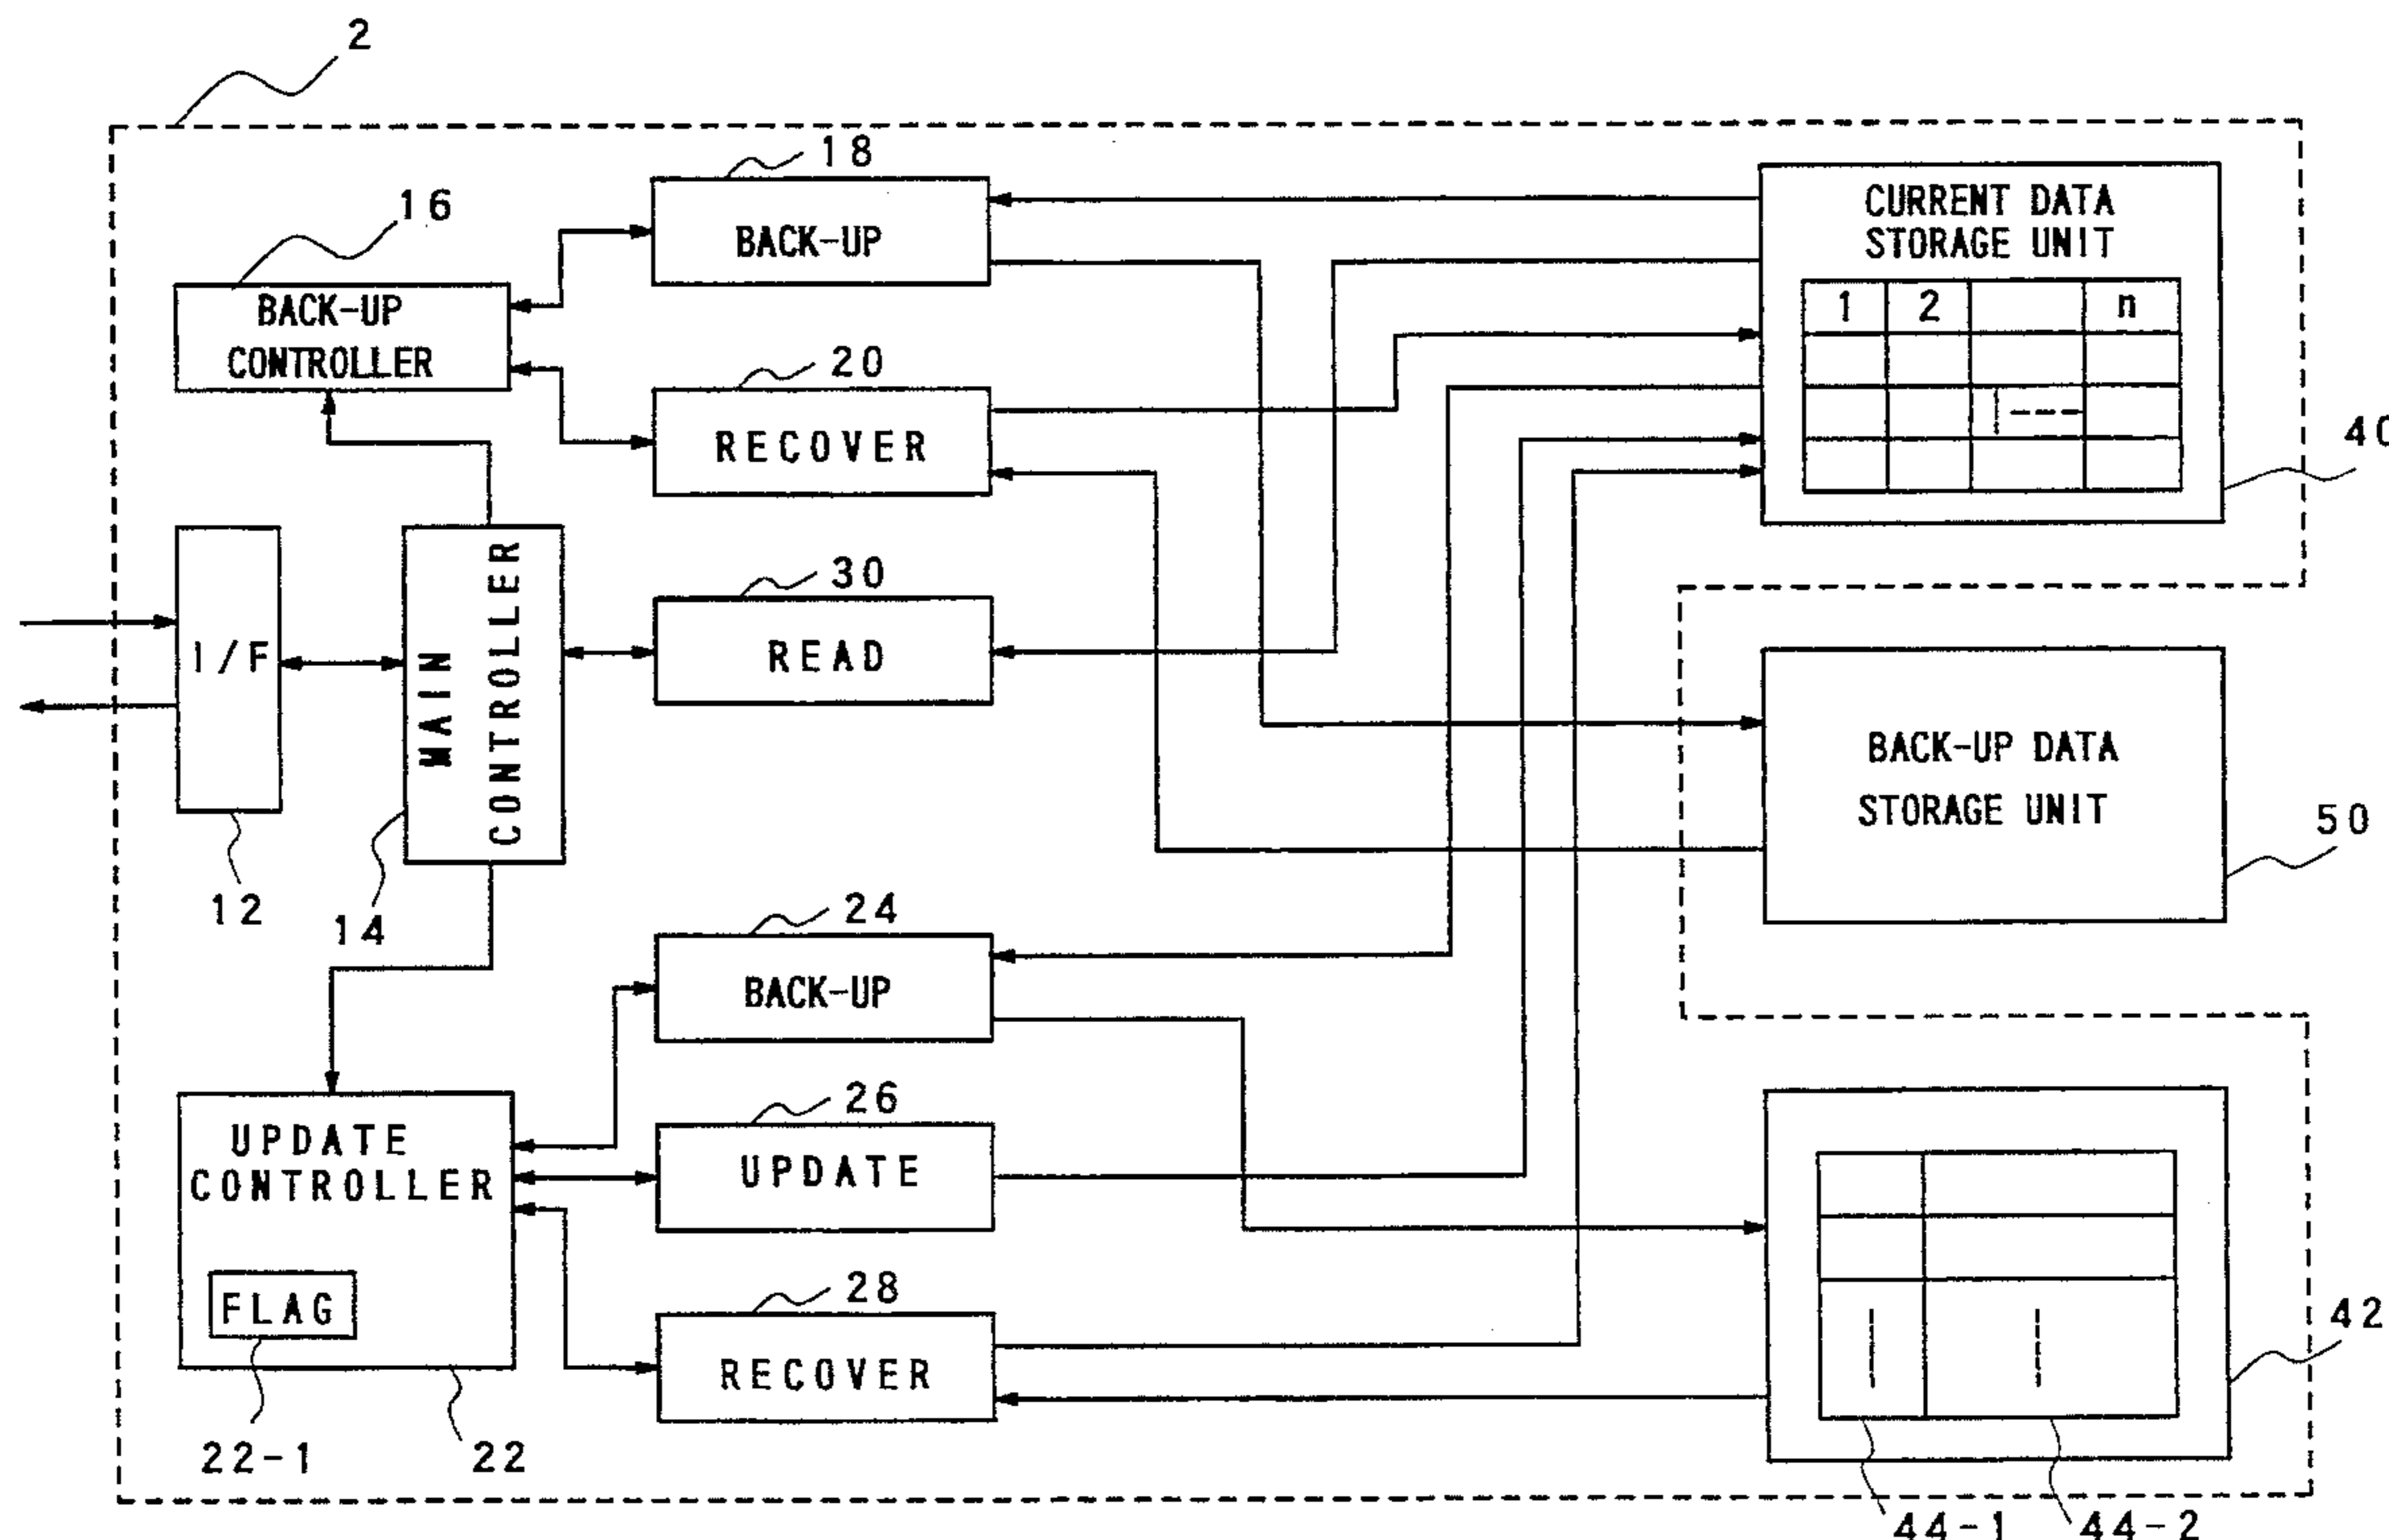 2
18
BACK-UP
16
BACK-UP
CONTROLLER
20
RECOVER
CURRENT DATA
STORAGE UNIT
1 2 n
40
I/F
12
MAIN
CONTROLLER
14
30
READ
BACK-UP DATA
STORAGE UNIT
50
24
BACK-UP
UPDATE
CONTROLLER
FLAG
22-1
22
26
UPDATE
28
RECOVER
42
44-1
44-2